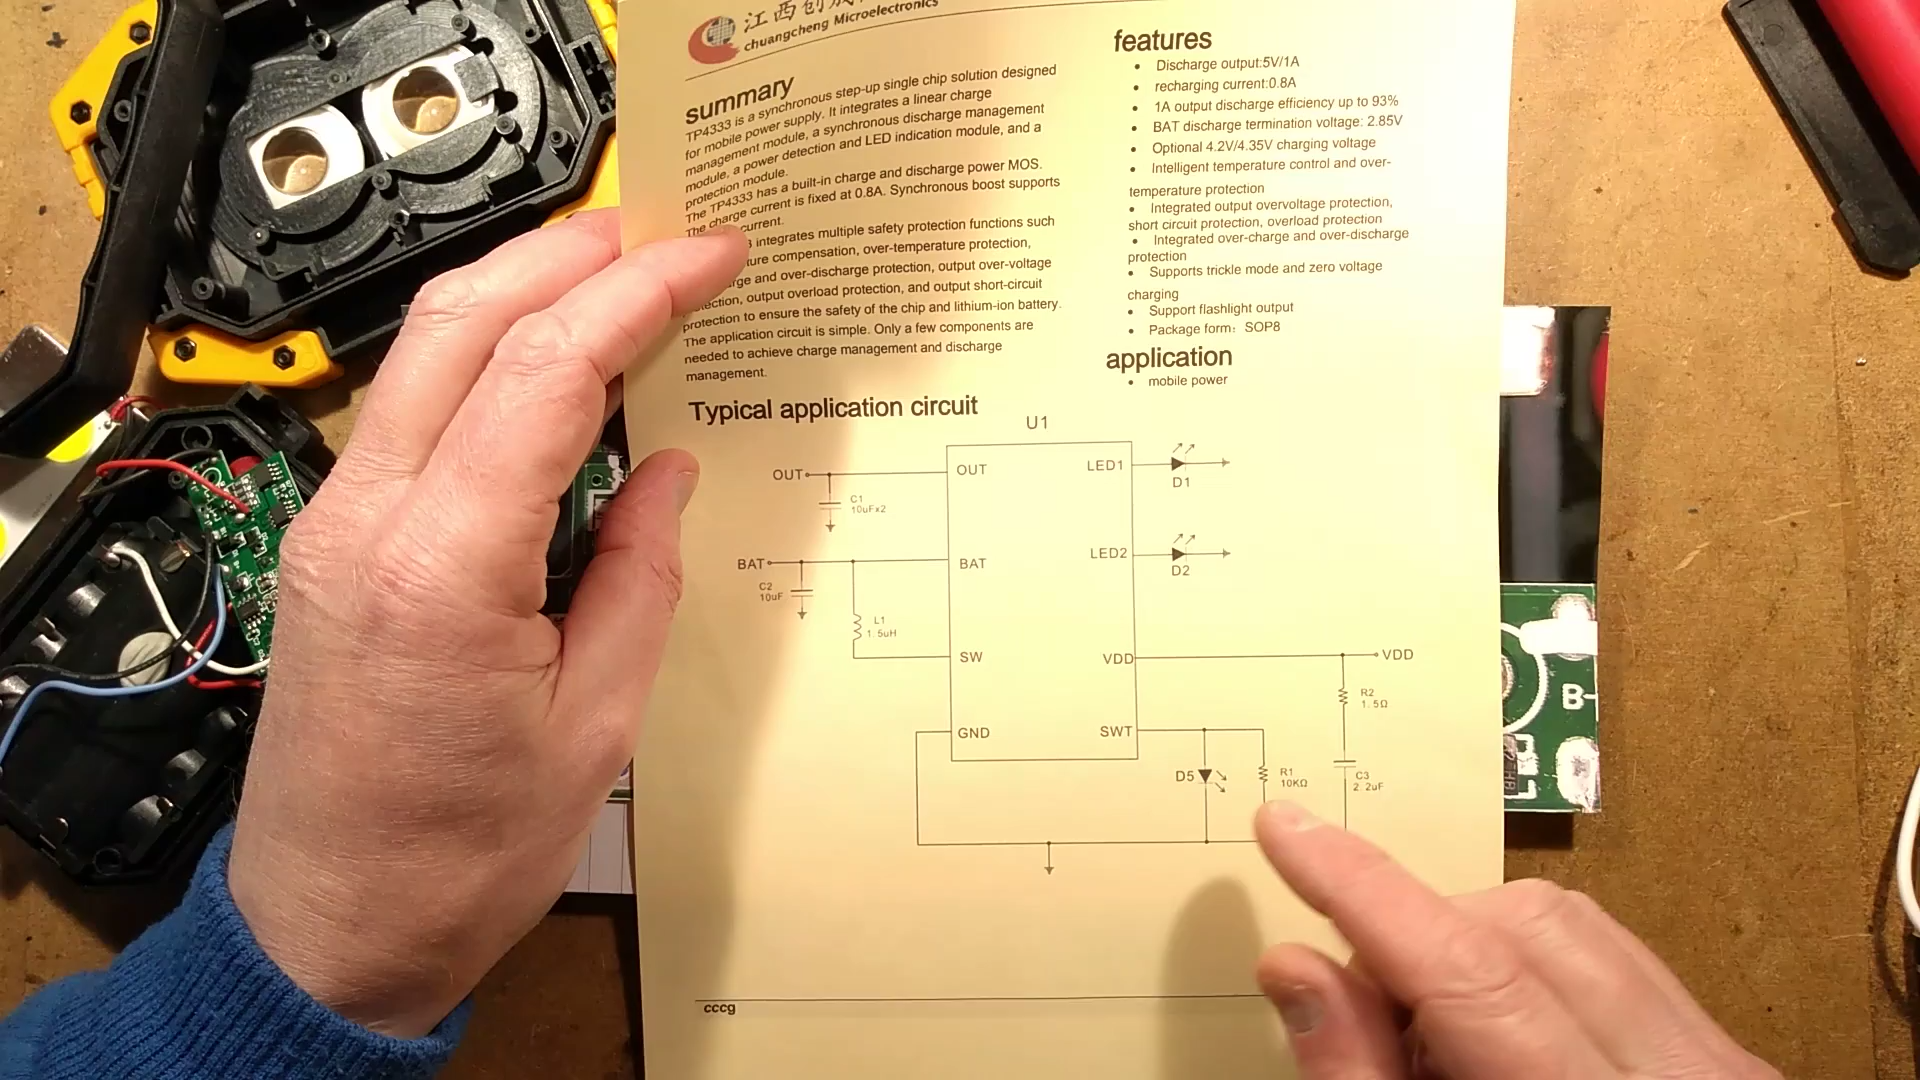 江西创
chuangcheng Microelectronics
summary
TP4333 is a synchronous step-up single chip solution designed
for mobile power supply. It integrates a linear charge
management module, a synchronous discharge management
module, a power detection and LED indication module, and a
protection module.
The TP4333 has a built-in charge and discharge power MOS.
The charge current is fixed at 0.8A. Synchronous boost supports
current.
3 integrates multiple safety protection functions such
ture compensation, over-temperature protection,
rge and over-discharge protection, output over-voltage
ection, output overload protection, and output short-circuit
protection to ensure the safety of the chip and lithium-ion battery.
The application circuit is simple. Only a few components are
needed to achieve charge management and discharge
management.
features
• Discharge output:5V/1A
• recharging current:0.8A
• 1A output discharge efficiency up to 93%
• BAT discharge termination voltage: 2.85V
• Optional 4.2V/4.35V charging voltage
• Intelligent temperature control and over-
temperature protection
• Integrated output overvoltage protection,
short circuit protection, overload protection
• Integrated over-charge and over-discharge
protection
• Supports trickle mode and zero voltage
charging
• Support flashlight output
• Package form: SOP8
application
• mobile power
Typical application circuit
U1
OUT
C1
10uFx2
OUT
LED1
D1
BAT
C2
10uF
BAT
LED2
D2
L1
1.5uH
SW
VDD
VDD
R2
1.5Ω
GND
SWT
D5
R1
10KΩ
C3
2.2uF
cccg
B-